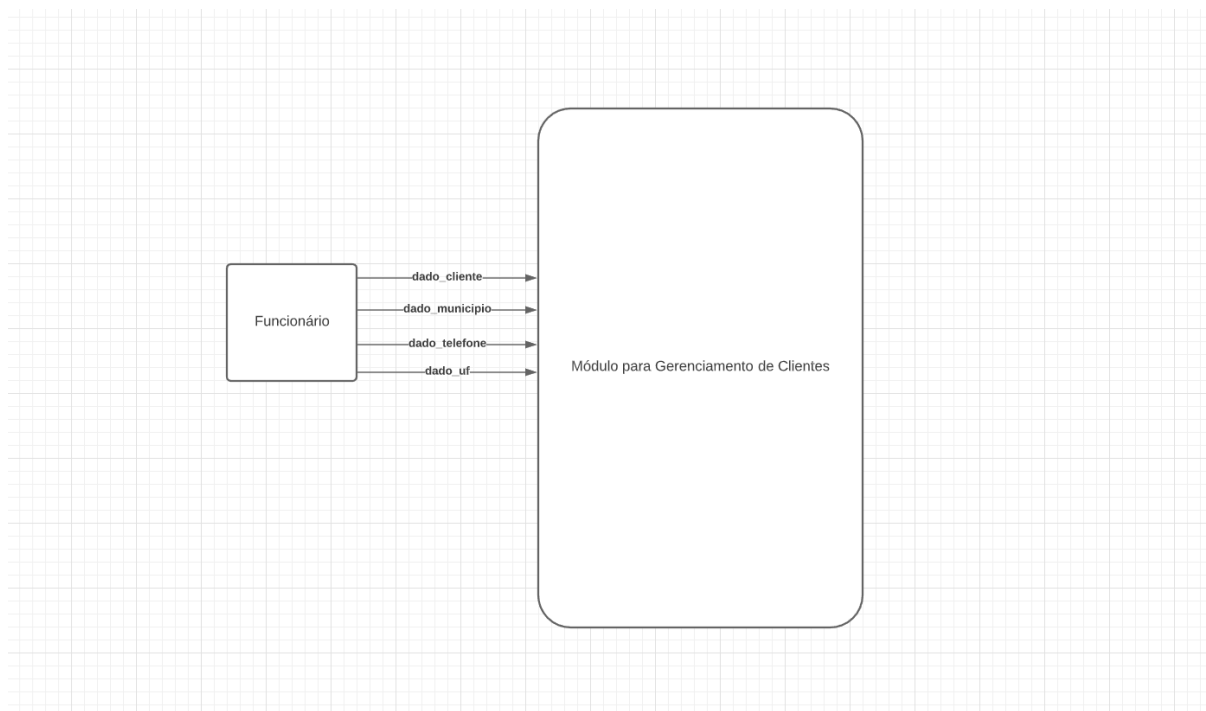 dado_cliente
dado_municipio
Funcionário
dado_telefone
dado_uf
Módulo para Gerenciamento de Clientes